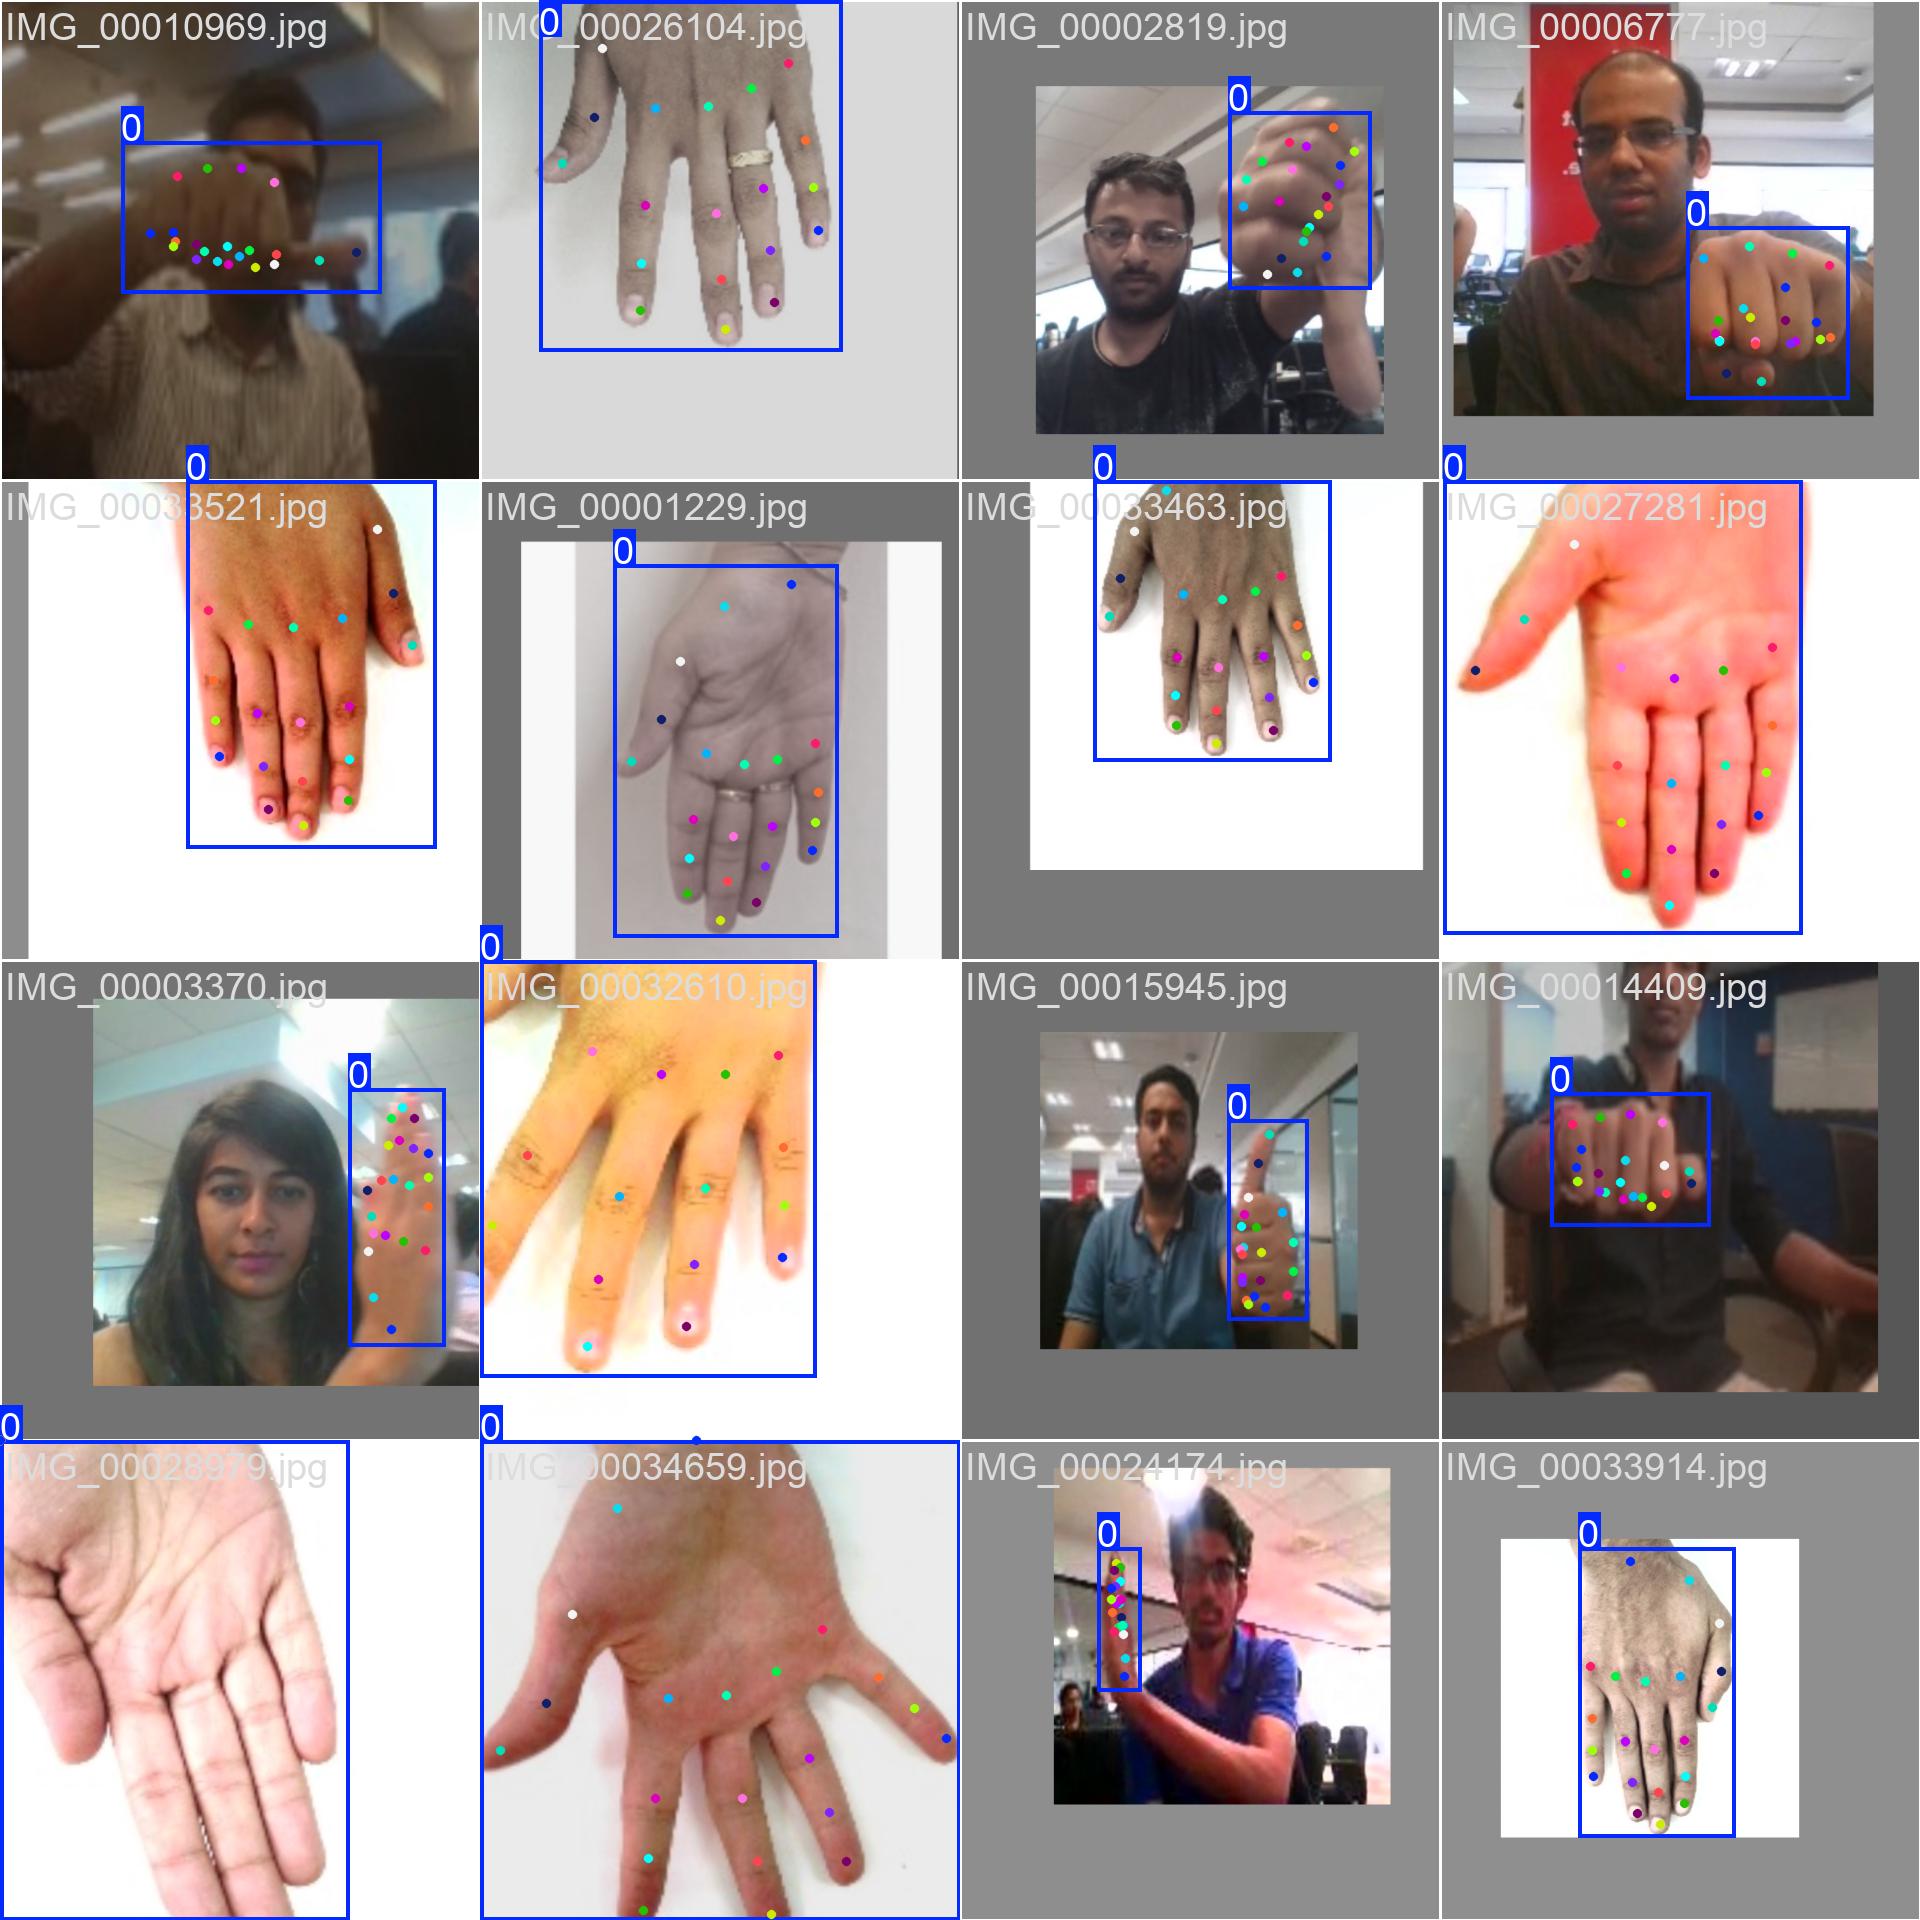 IMG_00010969.jpg
0
IMG_00026104.jpg
0
IMG_00002819.jpg
0
IMG_00006777.jpg
0
IMG_00033521.jpg
0
IMG_00001229.jpg
0
IMG_00033463.jpg
0
IMG_00027281.jpg
0
IMG_00003370.jpg
0
IMG_00032610.jpg
0
IMG_00015945.jpg
0
IMG_00014409.jpg
0
IMG_00028979.jpg
0
IMG_00034659.jpg
0
IMG_00024174.jpg
0
IMG_00033914.jpg
0